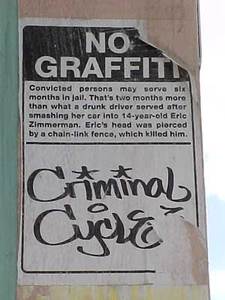 NO
GRAFFITI
Convicted persons may serve six
months in jail. That's two months more
than what a drunk driver served after
smashing her car into 14-year-old Eric
Zimmerman. Eric's head was pierced
by a chain-link fence, which killed him.
Criminal
Cycle